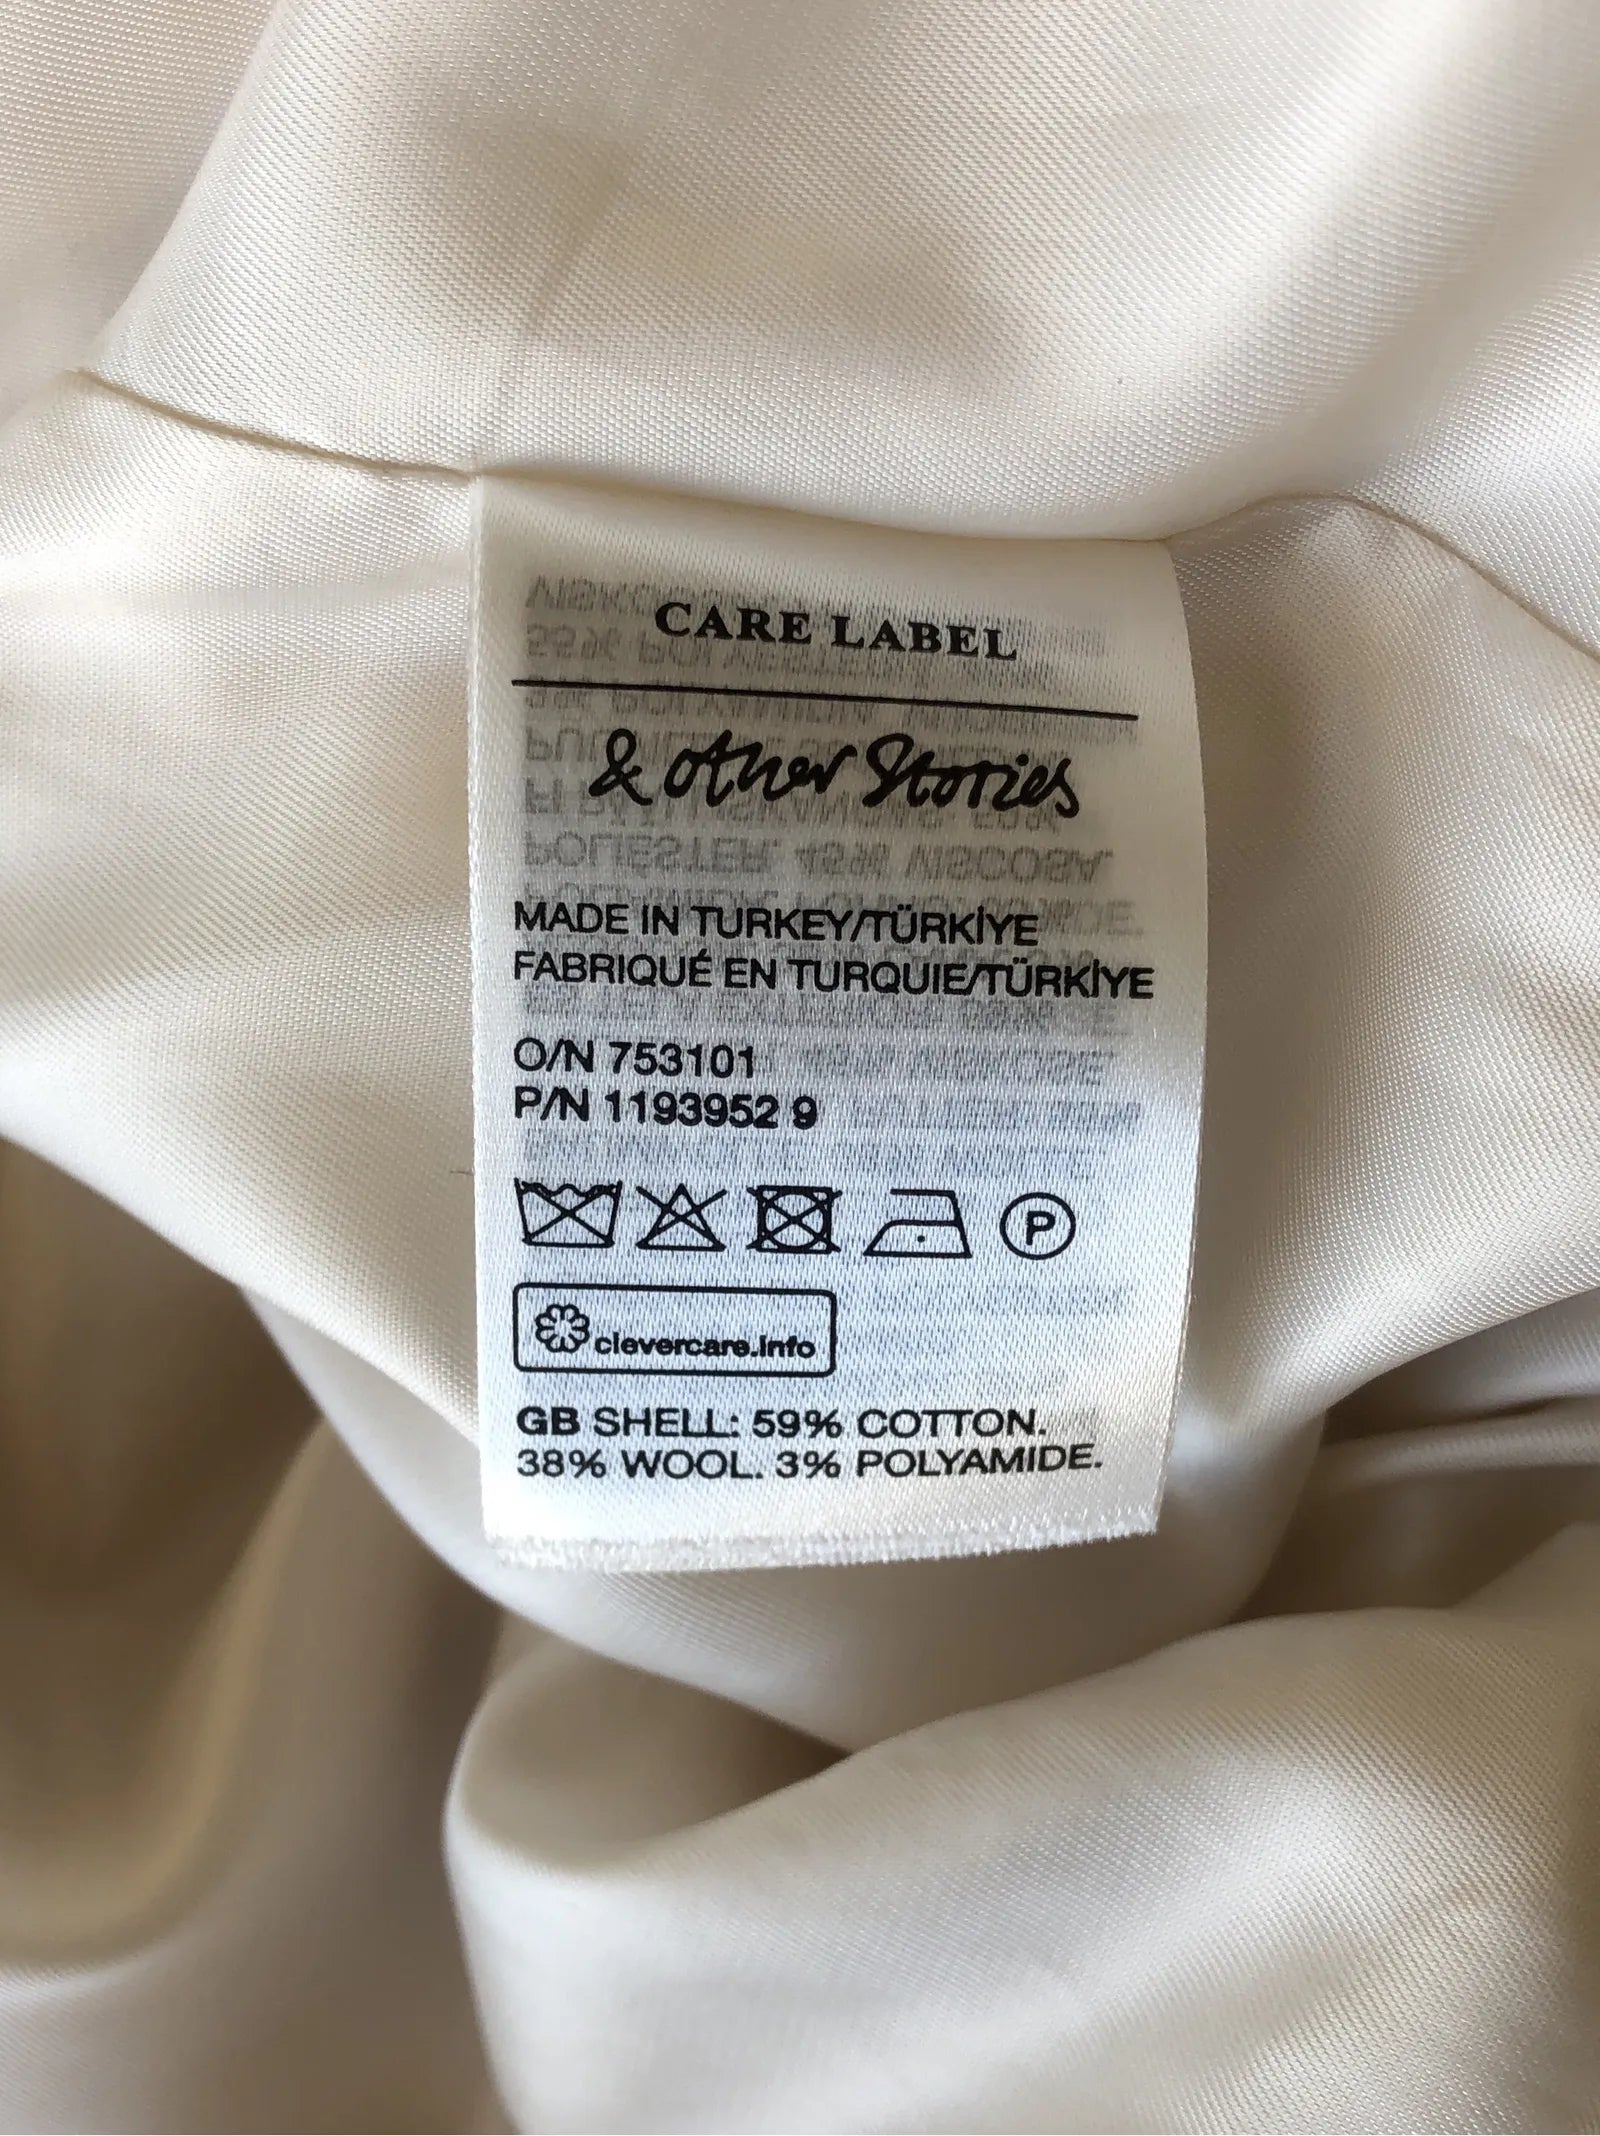 CARE LABEL
& other Stories
MADE IN TURKEY/TÜRKİYE
FABRIQUÉ EN TURQUIE/TÜRKİYE
O/N 753101
P/N 1193952 9
P
clevercare.info
GB SHELL: 59% COTTON.
38% WOOL. 3% POLYAMIDE.